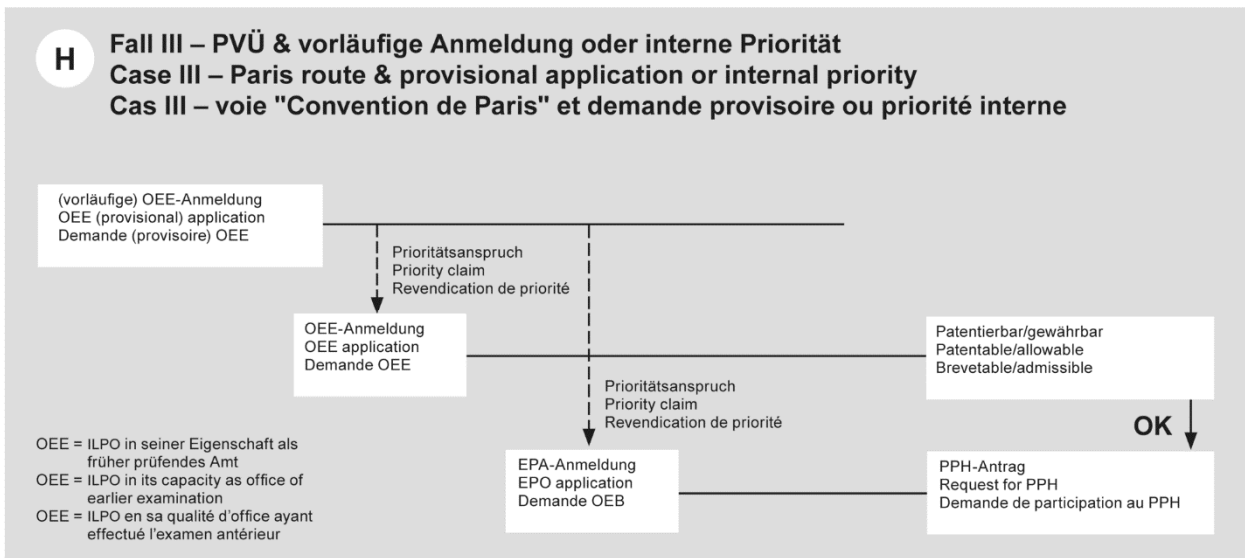 H
Fall III – PVÜ & vorläufige Anmeldung oder interne Priorität
Case III – Paris route & provisional application or internal priority
Cas III – voie "Convention de Paris" et demande provisoire ou priorité interne
(vorläufige) OEE-Anmeldung
OEE (provisional) application
Demande (provisoire) OEE
Prioritätsanspruch
Priority claim
Revendication de priorité
OEE-Anmeldung
OEE application
Demande OEE
Patentierbar/gewährbar
Patentable/allowable
Brevetable/admissible
Prioritätsanspruch
Priority claim
Revendication de priorité
OK
OEE = ILPO in seiner Eigenschaft als
früher prüfendes Amt
OEE = ILPO in its capacity as office of
earlier examination
OEE = ILPO en sa qualité d'office ayant
effectué l'examen antérieur
EPA-Anmeldung
EPO application
Demande OEB
PPH-Antrag
Request for PPH
Demande de participation au PPH